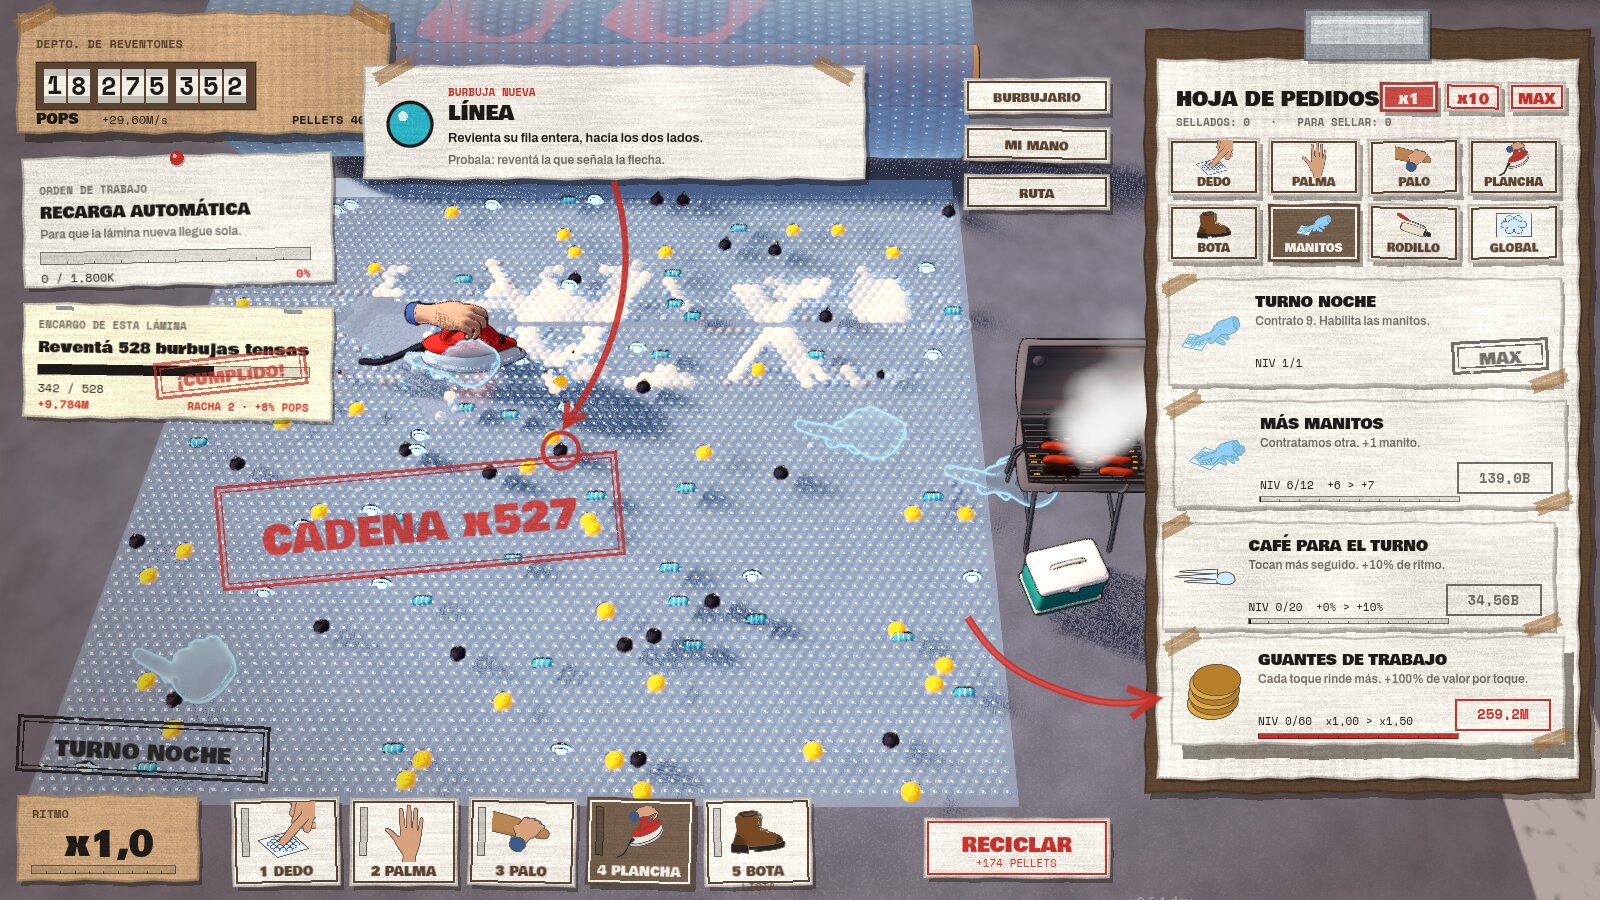 DEPTO. DE REVENTONES
18 275 352
POPS +29,60M/s PELLETS 40
BURBUJA NUEVA
LÍNEA
Revienta su fila entera, hacia los dos lados.
Probala: reventá la que señala la flecha.
ORDEN DE TRABAJO
RECARGA AUTOMÁTICA
Para que la lámina nueva llegue sola.
0 / 1.800K 0%
ENCARGO DE ESTA LÁMINA
Reventá 528 burbujas tensas
¡CUMPLIDO!
342 / 528
+9,784M RACHA 2 · +8% POPS
BURBUJARIO
MI MANO
RUTA
CADENA x527
TURNO NOCHE
RITMO
x1,0
1 DEDO
2 PALMA
3 PALO
4 PLANCHA
5 BOTA
RECICLAR
+174 PELLETS
HOJA DE PEDIDOS x1 x10 MAX
SELLADOS: 0 · PARA SELLAR: 0
DEDO PALMA PALO PLANCHA
BOTA MANITOS RODILLO GLOBAL
TURNO NOCHE
Contrato 9. Habilita las manitos.
NIV 1/1 MAX
MÁS MANITOS
Contratamos otra. +1 manito.
NIV 6/12 +6 > +7 139,0B
CAFÉ PARA EL TURNO
Tocan más seguido. +10% de ritmo.
NIV 0/20 +0% > +10% 34,56B
GUANTES DE TRABAJO
Cada toque rinde más. +100% de valor por toque.
NIV 0/60 x1,00 > x1,50 259,2M